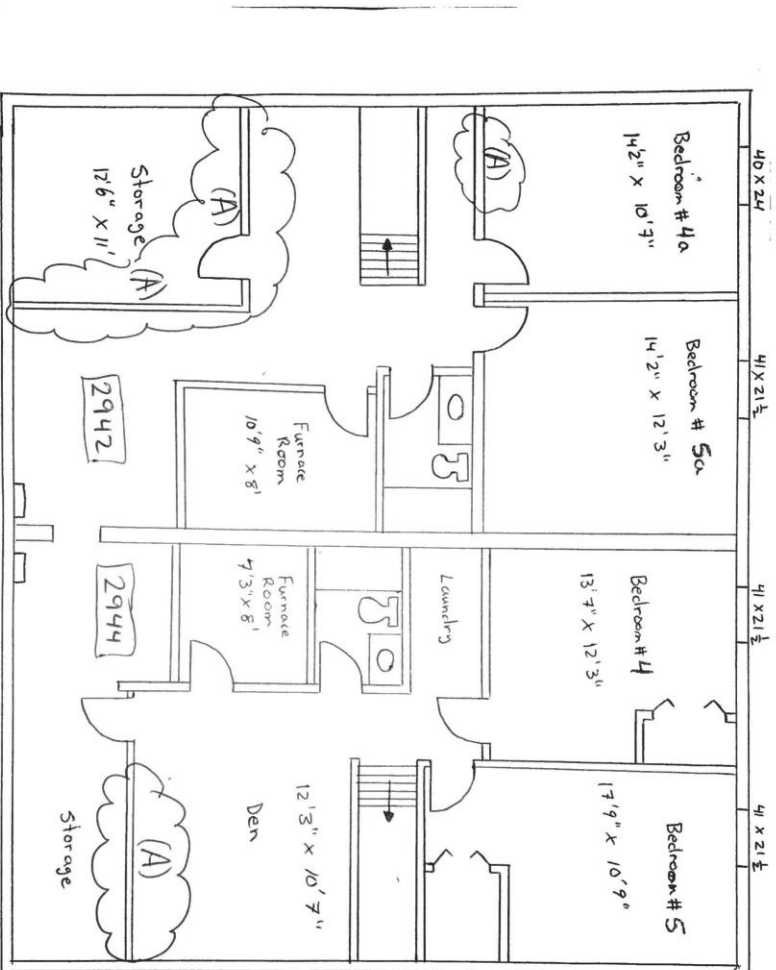 40 x 24
41 x 21½
41 x 21½
41 x 21½
Bedroom # 4a
14'2" x 10'7"
Bedroom # 5a
14'2" x 12'3"
Bedroom #4
13'7" x 12'3"
Bedroom #5
17'9" x 10'9"
(A)
Laundry
Furnace
Room
10'9" x 8'
Furnace
Room
7'3" x 8'
12'3" x 10'7"
Den
(A)
(A)
Storage
12'6" x 11'
2942
2944
(A)
Storage